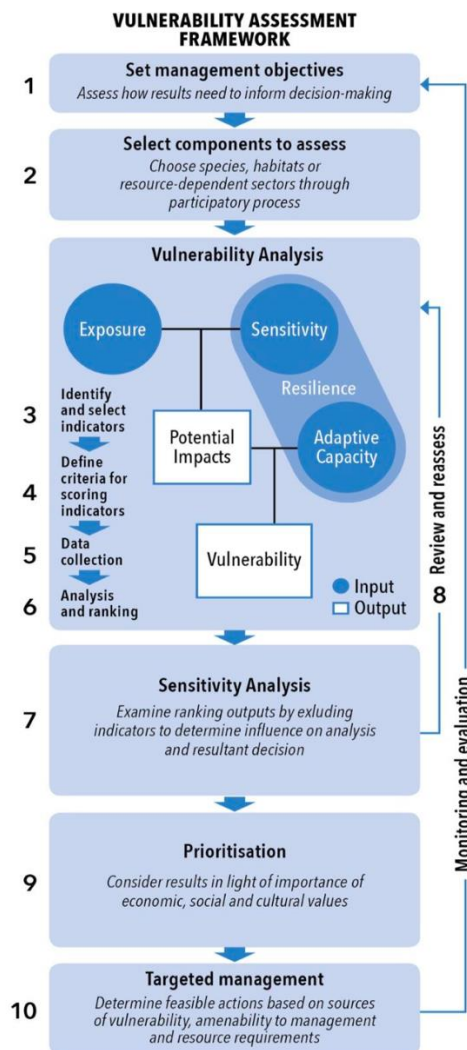 VULNERABILITY ASSESSMENT
FRAMEWORK
1
Set management objectives
Assess how results need to inform decision-making
2
Select components to assess
Choose species, habitats or
resource-dependent sectors through
participatory process
Vulnerability Analysis
Exposure
Sensitivity
Resilience
3
Identify
and select
indicators
Potential
Impacts
Adaptive
Capacity
4
Define
criteria for
scoring
indicators
5
Data
collection
Vulnerability
6
Analysis
and ranking
Input
Output
7
Sensitivity Analysis
Examine ranking outputs by exluding
indicators to determine influence on analysis
and resultant decision
8 Review and reassess
9
Prioritisation
Consider results in light of importance of
economic, social and cultural values
10
Targeted management
Determine feasible actions based on sources
of vulnerability, amenability to management
and resource requirements
Monitoring and evaluation